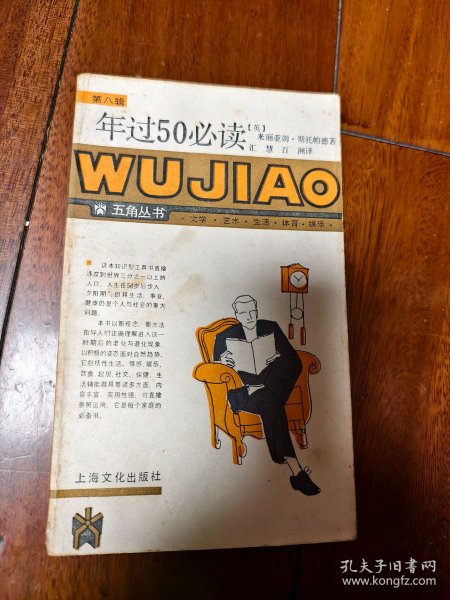 第八辑
年过50必读
【英】
米丽亚姆·斯托帕德著
汇慧百洲译
WUJIAO
五角丛书
·文学·艺术·生活·体育·娱乐·
■ 这本知识型工具书直接
涉及到世界三分之一以上的
人口。人生在50岁后步入
“夕阳期”,但其生活、事业、
健康仍是个人与社会的重大
问题。
本书以新观念、新方法
指导人们正确理解进入这一
时期后的老化与退化现象,
以积极的姿态面对自然趋势。
它包括性生活、情感、娱乐、
饮食、起居、社交、保健、生
活辅助器具等诸多方面,内
容丰富,实用性强,可直接
参照运用。它是每个家庭的
必备书。
上海文化出版社
孔夫子旧书网
www.kongfz.com